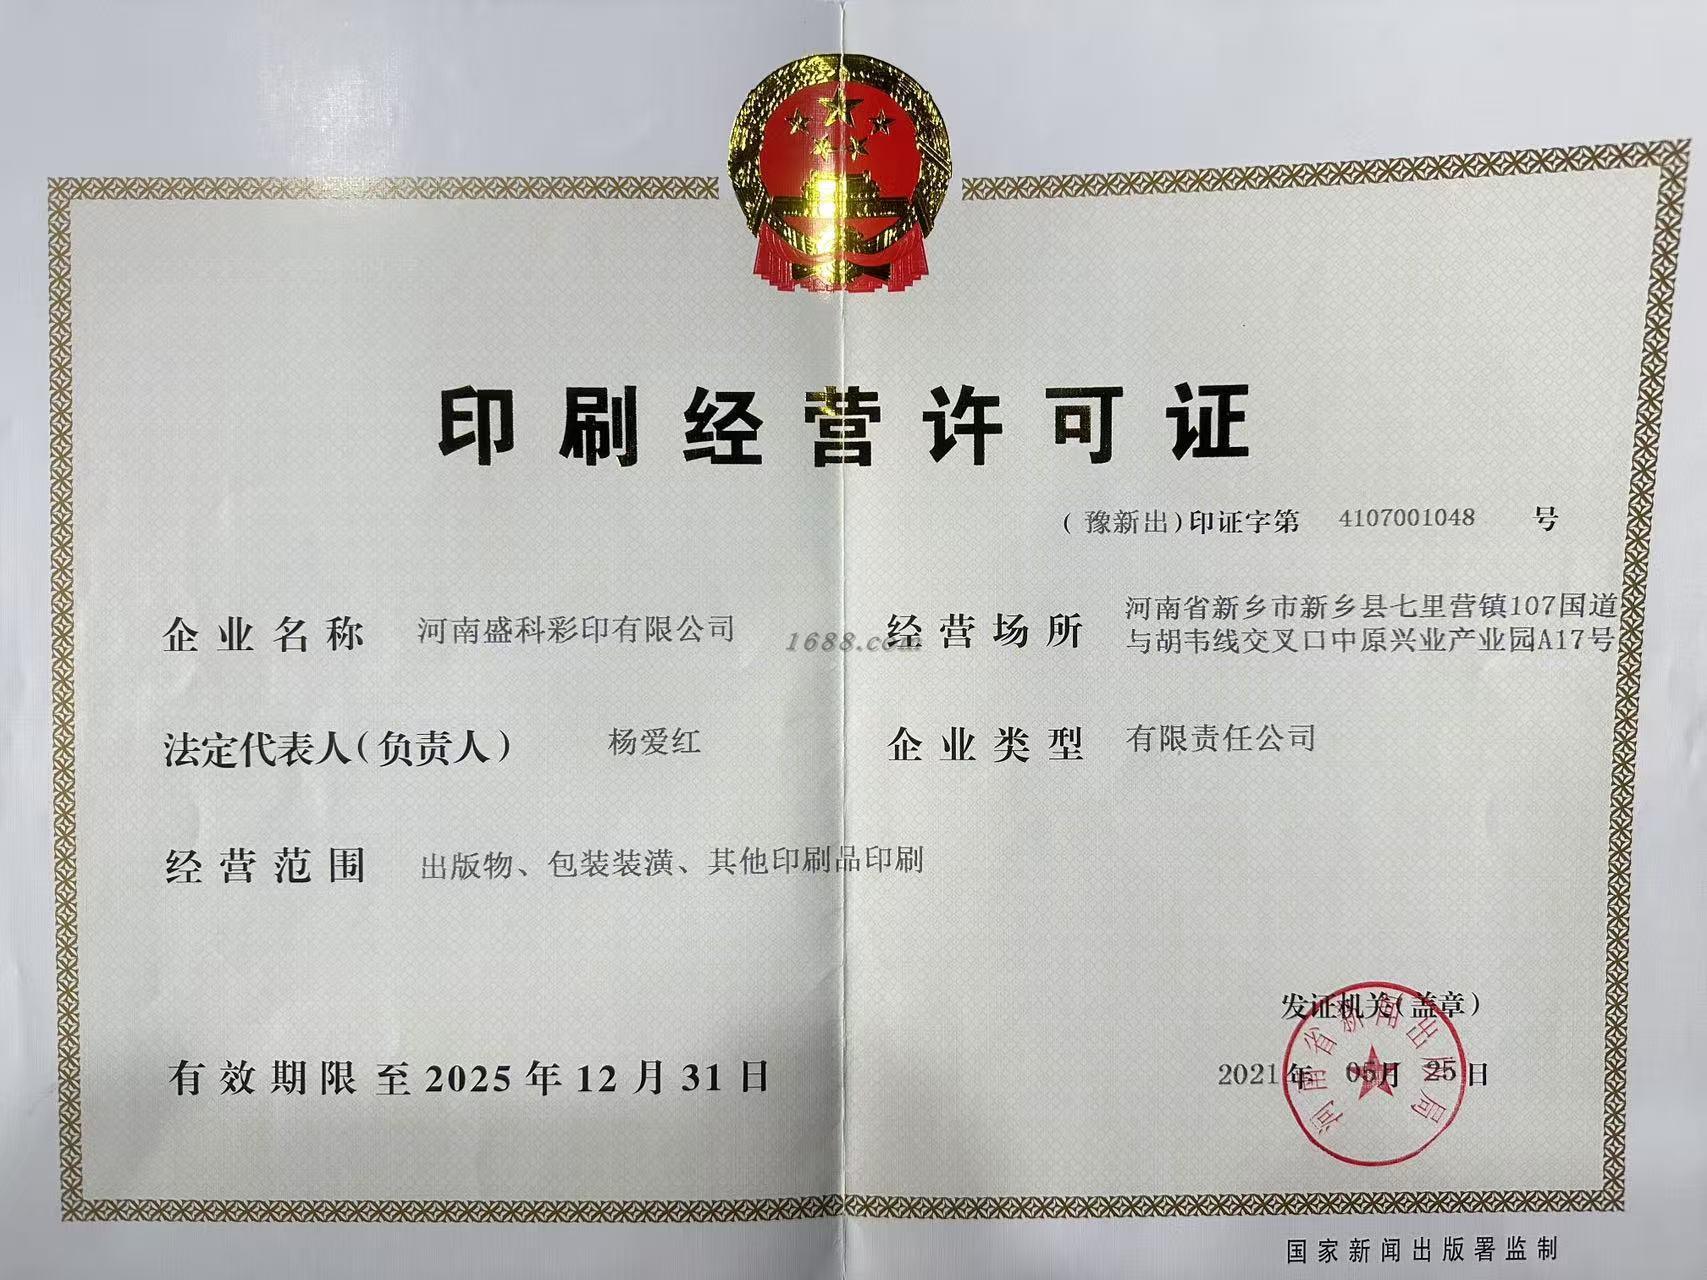 印刷经营许可证
(豫新出)印证字第 4107001048 号
企业名称 河南盛科彩印有限公司
经营场所 河南省新乡市新乡县七里营镇107国道
与胡韦线交叉口中原兴业产业园A17号
1688.com
法定代表人(负责人) 杨爱红
企业类型 有限责任公司
经营范围 出版物、包装装潢、其他印刷品印刷
发证机关(盖章)
河南省新闻出版局
有效期限至2025年12月31日
2021年 05月 25日
国家新闻出版署监制